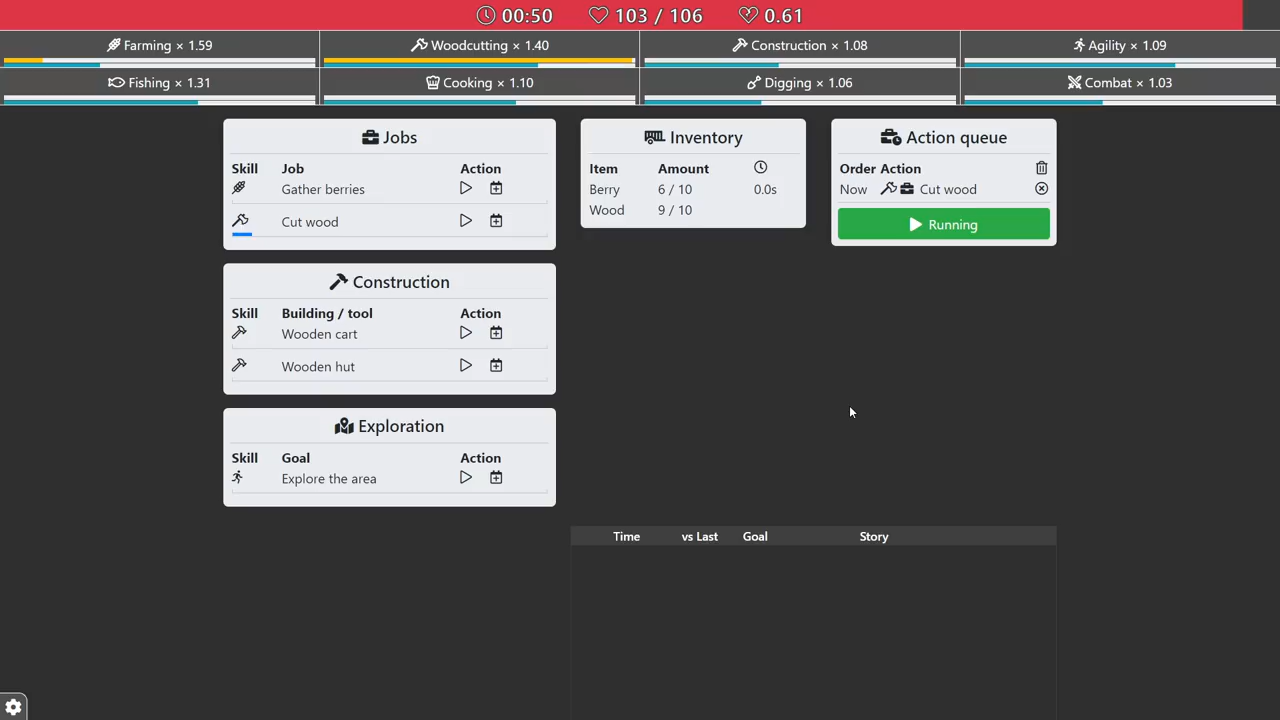 00:50 103 / 106 0.61
Farming × 1.59 Woodcutting × 1.40 Construction × 1.08 Agility × 1.09
Fishing × 1.31 Cooking × 1.10 Digging × 1.06 Combat × 1.03
Jobs
Skill Job Action
Gather berries
Cut wood
Construction
Skill Building / tool Action
Wooden cart
Wooden hut
Exploration
Skill Goal Action
Explore the area
Inventory
Item Amount
Berry 6 / 10 0.0s
Wood 9 / 10
Action queue
Order Action
Now Cut wood
Running
Time vs Last Goal Story